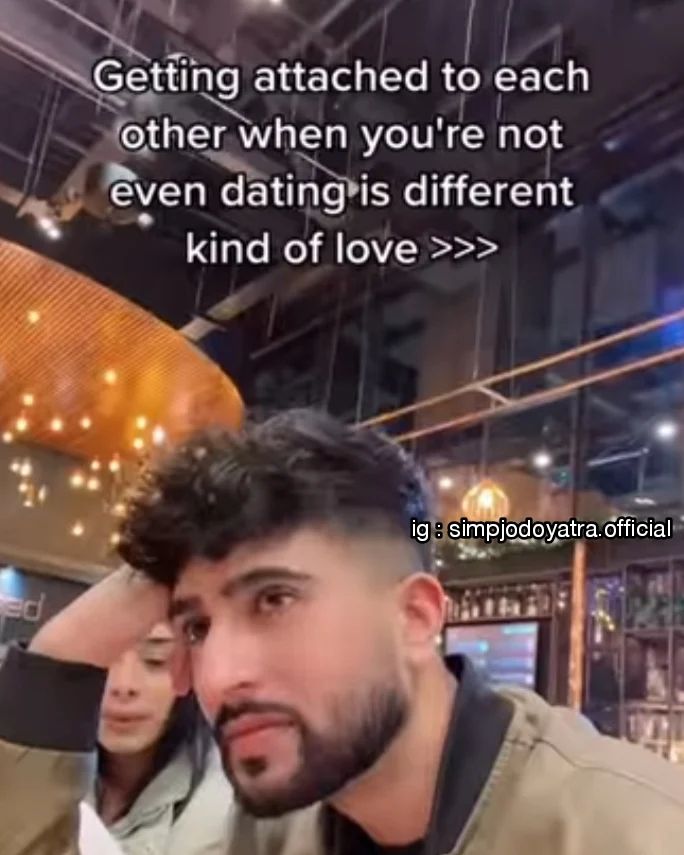 Getting attached to each
other when you're not
even dating is different
kind of love >>>
ig : simpjodoyatra.official